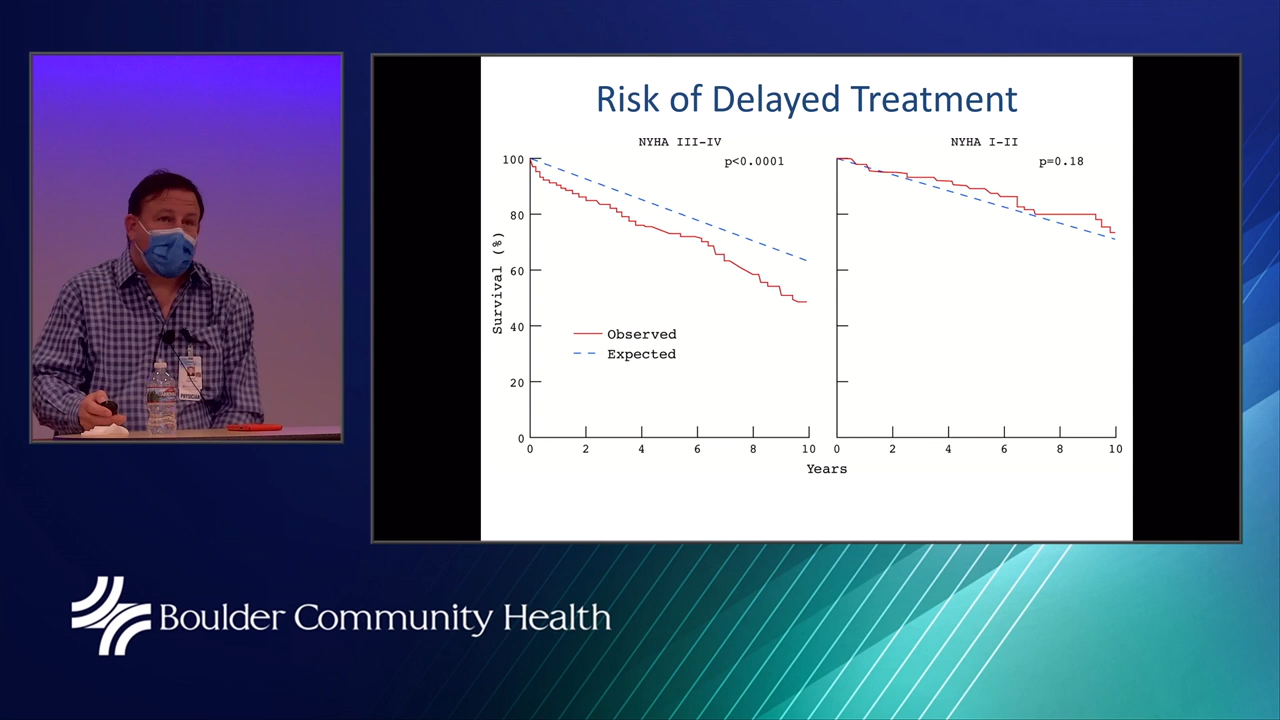 Risk of Delayed Treatment
NYHA III-IV
p<0.0001
NYHA I-II
p=0.18
Survival (%)
100
80
60
40
20
0
Observed
Expected
0 2 4 6 8 10
0 2 4 6 8 10
Years
Boulder Community Health